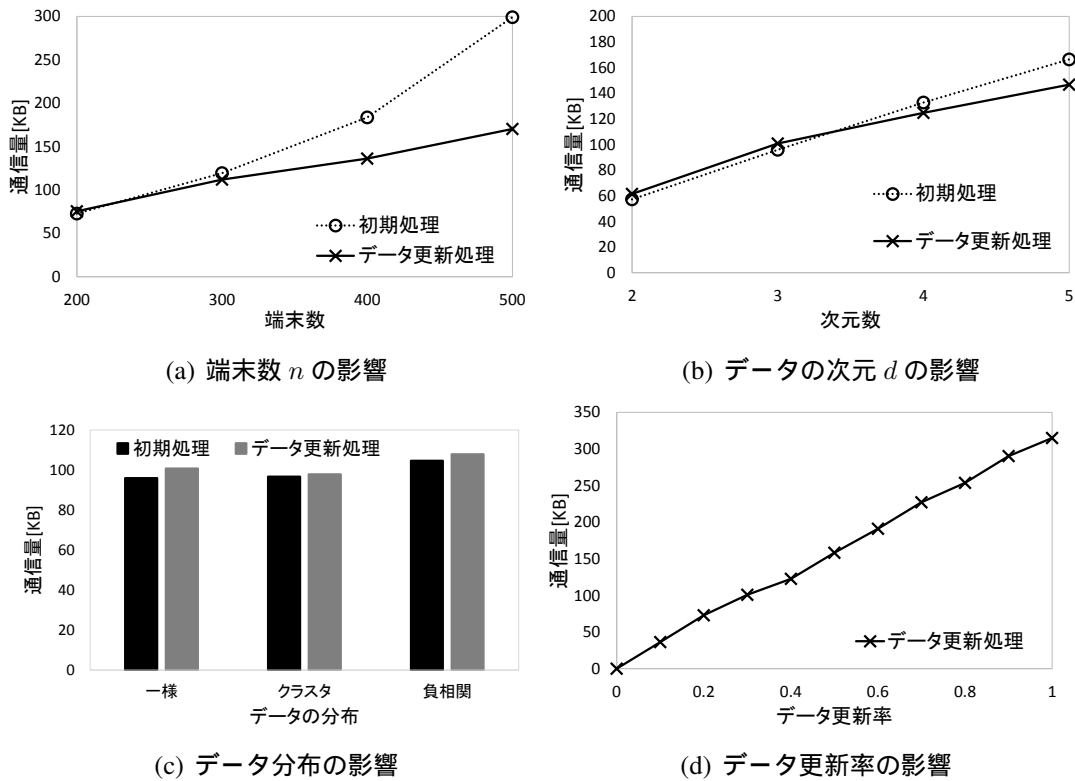 300
250
200
150
100
50
0
通信量[KB]
初期処理
データ更新処理
200 300 400 500
端末数
(a) 端末数 n の影響
200
180
160
140
120
100
80
60
40
20
0
通信量[KB]
初期処理
データ更新処理
2 3 4 5
次元数
(b) データの次元 d の影響
120
100
80
60
40
20
0
通信量[KB]
初期処理 データ更新処理
一様 クラスタ 負相関
データの分布
(c) データ分布の影響
350
300
250
200
150
100
50
0
通信量[KB]
データ更新処理
0 0.2 0.4 0.6 0.8 1
データ更新率
(d) データ更新率の影響